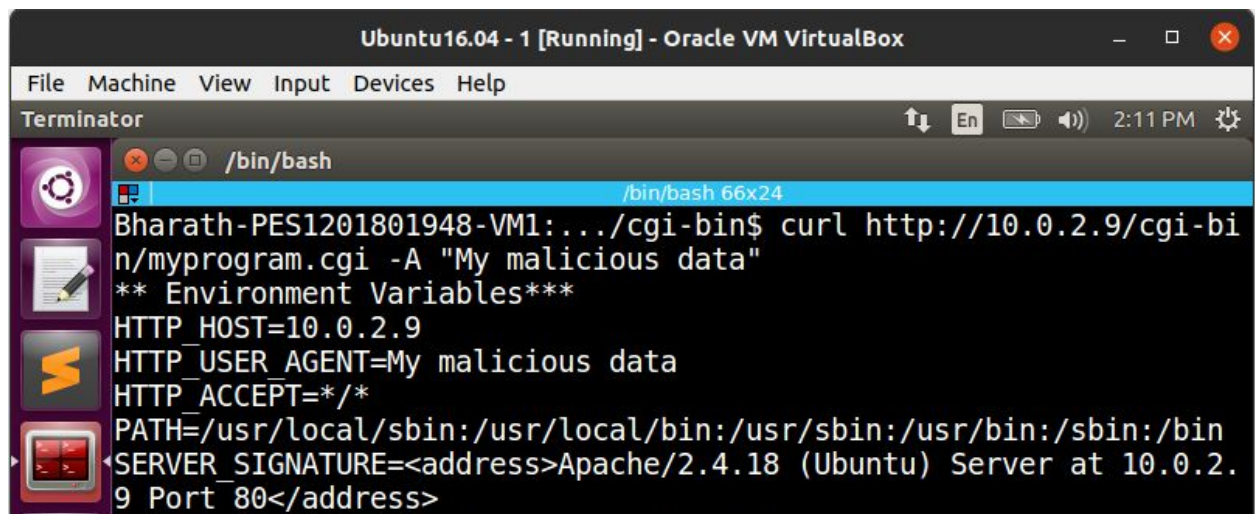 Ubuntu16.04 - 1 [Running] - Oracle VM VirtualBox
File Machine View Input Devices Help
Terminator En 2:11 PM
/bin/bash
/bin/bash 66x24
Bharath-PES1201801948-VM1:.../cgi-bin$ curl http://10.0.2.9/cgi-bi
n/myprogram.cgi -A "My malicious data"
** Environment Variables***
HTTP_HOST=10.0.2.9
HTTP_USER_AGENT=My malicious data
HTTP_ACCEPT=*/*
PATH=/usr/local/sbin:/usr/local/bin:/usr/sbin:/usr/bin:/sbin:/bin
SERVER_SIGNATURE=<address>Apache/2.4.18 (Ubuntu) Server at 10.0.2.
9 Port 80</address>